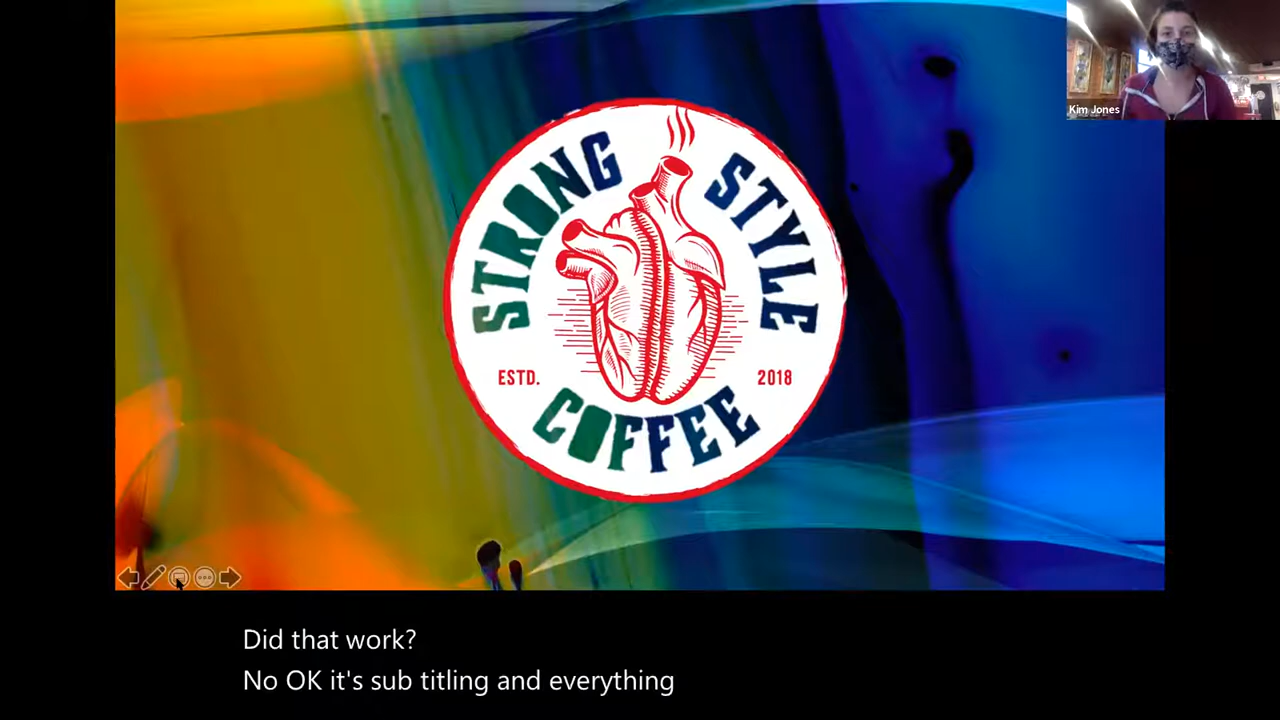 Kim Jones
STRONG STYLE
ESTD. 2018
COFFEE
Did that work?
No OK it's sub titling and everything